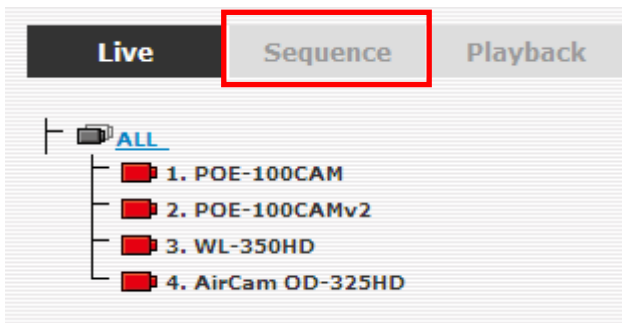 Live Sequence Playback
ALL
1. POE-100CAM
2. POE-100CAMv2
3. WL-350HD
4. AirCam OD-325HD